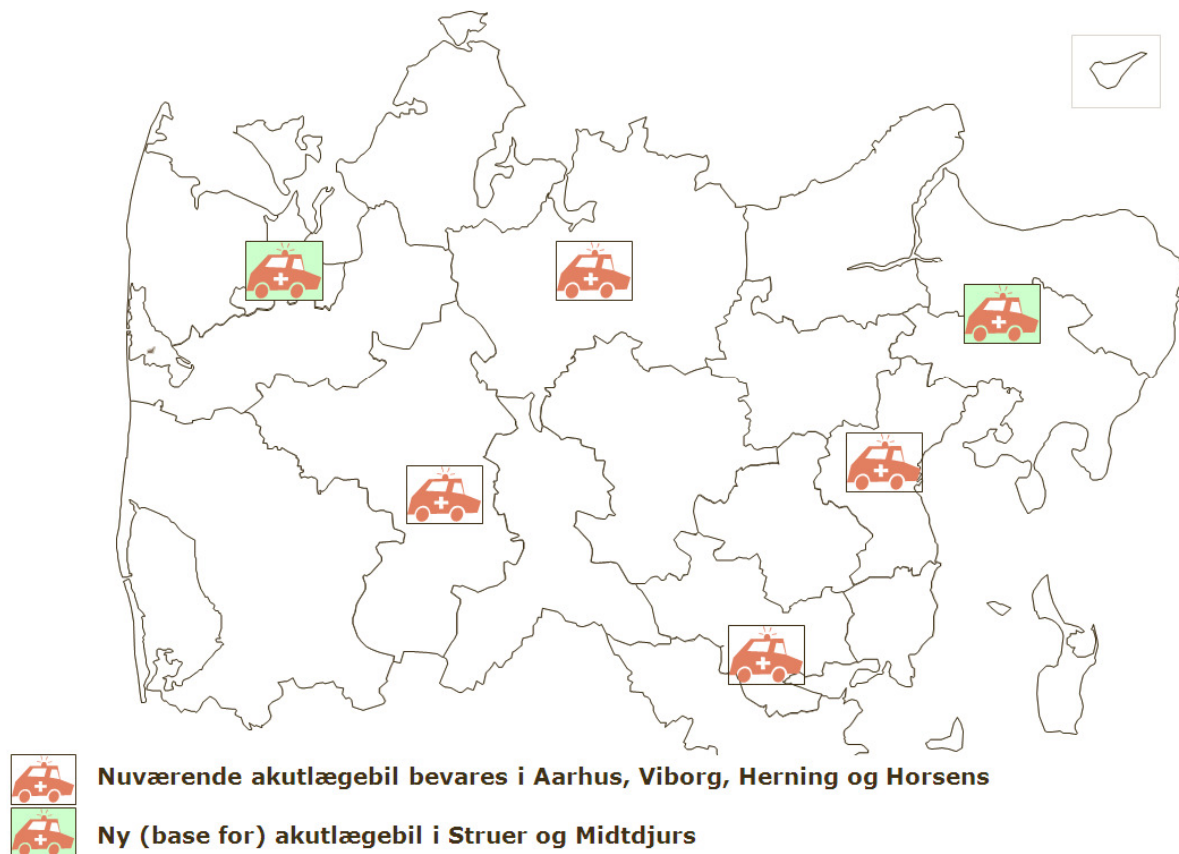 Nuværende akutlægebil bevares i Aarhus, Viborg, Herning og Horsens
Ny (base for) akutlægebil i Struer og Midtdjurs